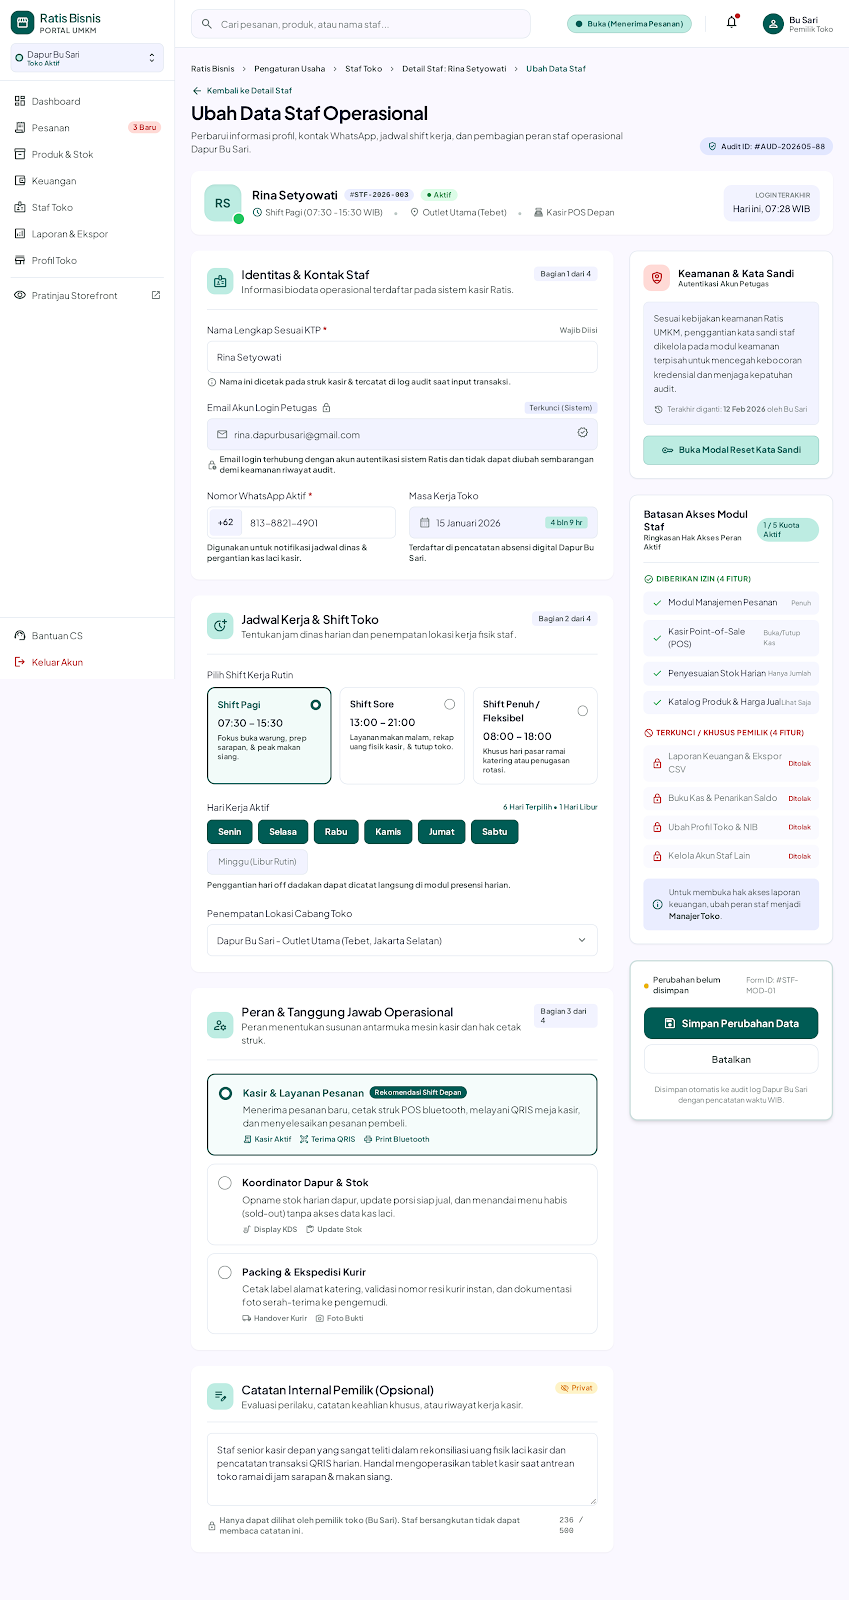 Ratis Bisnis
PORTAL UMKM
Dapur Bu Sari
Toko Aktif
Dashboard
Pesanan
3 Baru
Produk & Stok
Keuangan
Staf Toko
Laporan & Ekspor
Profil Toko
Pratinjau Storefront
Bantuan CS
Keluar Akun
Cari pesanan, produk, atau nama staf...
Buka (Menerima Pesanan)
Bu Sari
Pemilik Toko
Ratis Bisnis > Pengaturan Usaha > Staf Toko > Detail Staf: Rina Setyowati > Ubah Data Staf
Kembali ke Detail Staf
Ubah Data Staf Operasional
Perbarui informasi profil, kontak WhatsApp, jadwal shift kerja, dan pembagian peran staf operasional
Dapur Bu Sari.
Audit ID: #AUD-202605-88
RS
Rina Setyowati
#STF-2026-003
Aktif
Shift Pagi (07:30 - 15:30 WIB)
Outlet Utama (Tebet)
Kasir POS Depan
LOGIN TERAKHIR
Hari ini, 07:28 WIB
Identitas & Kontak Staf
Informasi biodata operasional terdaftar pada sistem kasir Ratis.
Bagian 1 dari 4
Nama Lengkap Sesuai KTP *
Wajib Diisi
Rina Setyowati
Nama ini dicetak pada struk kasir & tercatat di log audit saat input transaksi.
Email Akun Login Petugas
Terkunci (Sistem)
rina.dapurbusari@gmail.com
Email login terhubung dengan akun autentikasi sistem Ratis dan tidak dapat diubah sembarangan
demi keamanan riwayat audit.
Nomor WhatsApp Aktif *
+62
813-8821-4901
Digunakan untuk notifikasi jadwal dinas &
pergantian kas laci kasir.
Masa Kerja Toko
15 Januari 2026
4 bln 9 hr
Terdaftar di pencatatan absensi digital Dapur Bu
Sari.
Jadwal Kerja & Shift Toko
Tentukan jam dinas harian dan penempatan lokasi kerja fisik staf.
Bagian 2 dari 4
Pilih Shift Kerja Rutin
Shift Pagi
07:30 – 15:30
Fokus buka warung, prep
sarapan, & peak makan
siang.
Shift Sore
13:00 – 21:00
Layanan makan malam, rekap
uang fisik kasir, & tutup toko.
Shift Penuh /
Fleksibel
08:00 – 18:00
Khusus hari pasar ramai
katering atau penugasan
rotasi.
Hari Kerja Aktif
6 Hari Terpilih • 1 Hari Libur
Senin
Selasa
Rabu
Kamis
Jumat
Sabtu
Minggu (Libur Rutin)
Penggantian hari off dadakan dapat dicatat langsung di modul presensi harian.
Penempatan Lokasi Cabang Toko
Dapur Bu Sari - Outlet Utama (Tebet, Jakarta Selatan)
Peran & Tanggung Jawab Operasional
Peran menentukan susunan antarmuka mesin kasir dan hak cetak
struk.
Bagian 3 dari
4
Kasir & Layanan Pesanan
Rekomendasi Shift Depan
Menerima pesanan baru, cetak struk POS bluetooth, melayani QRIS meja kasir,
dan menyelesaikan pesanan pembeli.
Kasir Aktif
Terima QRIS
Print Bluetooth
Koordinator Dapur & Stok
Opname stok harian dapur, update porsi siap jual, dan menandai menu habis
(sold-out) tanpa akses data kas laci.
Display KDS
Update Stok
Packing & Ekspedisi Kurir
Cetak label alamat katering, validasi nomor resi kurir instan, dan dokumentasi
foto serah-terima ke pengemudi.
Handover Kurir
Foto Bukti
Catatan Internal Pemilik (Opsional)
Evaluasi perilaku, catatan keahlian khusus, atau riwayat kerja kasir.
Privat
Staf senior kasir depan yang sangat teliti dalam rekonsiliasi uang fisik laci kasir dan
pencatatan transaksi QRIS harian. Handal mengoperasikan tablet kasir saat antrean
toko ramai di jam sarapan & makan siang.
Hanya dapat dilihat oleh pemilik toko (Bu Sari). Staf bersangkutan tidak dapat
membaca catatan ini.
236 /
500
Keamanan & Kata Sandi
Autentikasi Akun Petugas
Sesuai kebijakan keamanan Ratis
UMKM, penggantian kata sandi staf
dikelola pada modul keamanan
terpisah untuk mencegah kebocoran
kredensial dan menjaga kepatuhan
audit.
Terakhir diganti: 12 Feb 2026 oleh Bu Sari
Buka Modal Reset Kata Sandi
Batasan Akses Modul
Staf
Ringkasan Hak Akses Peran
Aktif
1 / 5 Kuota
Aktif
DIBERIKAN IZIN (4 FITUR)
Modul Manajemen Pesanan
Penuh
Kasir Point-of-Sale
(POS)
Buka/Tutup
Kas
Penyesuaian Stok Harian
Hanya Jumlah
Katalog Produk & Harga Jual
Lihat Saja
TERKUNCI / KHUSUS PEMILIK (4 FITUR)
Laporan Keuangan & Ekspor
CSV
Ditolak
Buku Kas & Penarikan Saldo
Ditolak
Ubah Profil Toko & NIB
Ditolak
Kelola Akun Staf Lain
Ditolak
Untuk membuka hak akses laporan
keuangan, ubah peran staf menjadi
Manajer Toko.
Perubahan belum
disimpan
Form ID: #STF-
MOD-01
Simpan Perubahan Data
Batalkan
Disimpan otomatis ke audit log Dapur Bu Sari
dengan pencatatan waktu WIB.